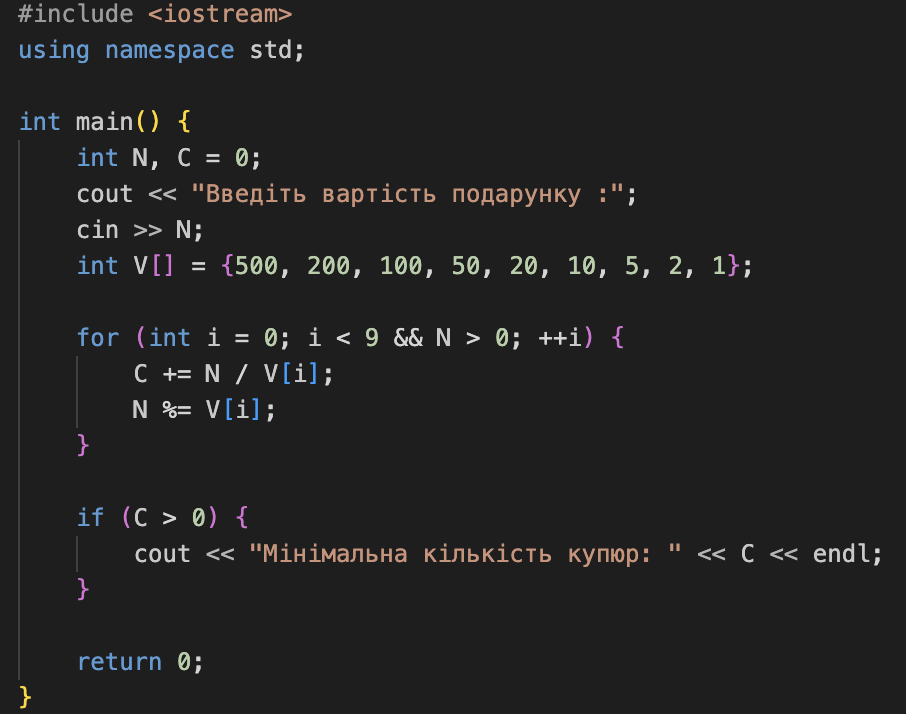 #include <iostream>
using namespace std;
int main() {
int N, C = 0;
cout << "Введіть вартість подарунку :";
cin >> N;
int V[] = {500, 200, 100, 50, 20, 10, 5, 2, 1};
for (int i = 0; i < 9 && N > 0; ++i) {
C += N / V[i];
N %= V[i];
}
if (C > 0) {
cout << "Мінімальна кількість купюр: " << C << endl;
}
return 0;
}